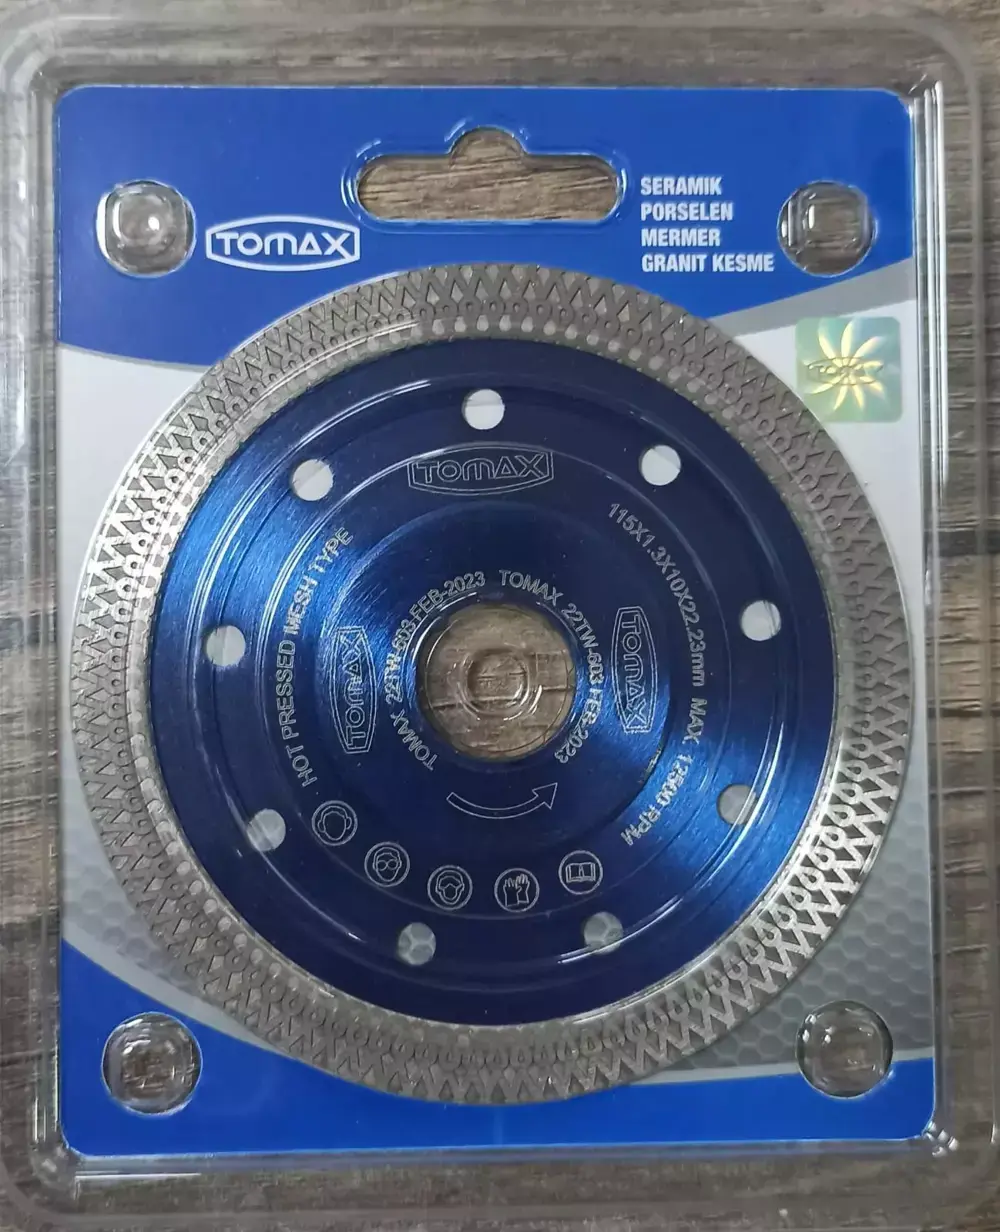 TOMAX
SERAMIK
PORSELEN
MERMER
GRANIT KESME
TOMAX
TOMAX
115X1.3X10X22.23mm MAX 12500 RPM
HOT PRESSED MESH TYPE
TOMAX 22TW-603 FEB-2023 TOMAX 22TW-603 FEB-2023
TOMAX
TOMAX